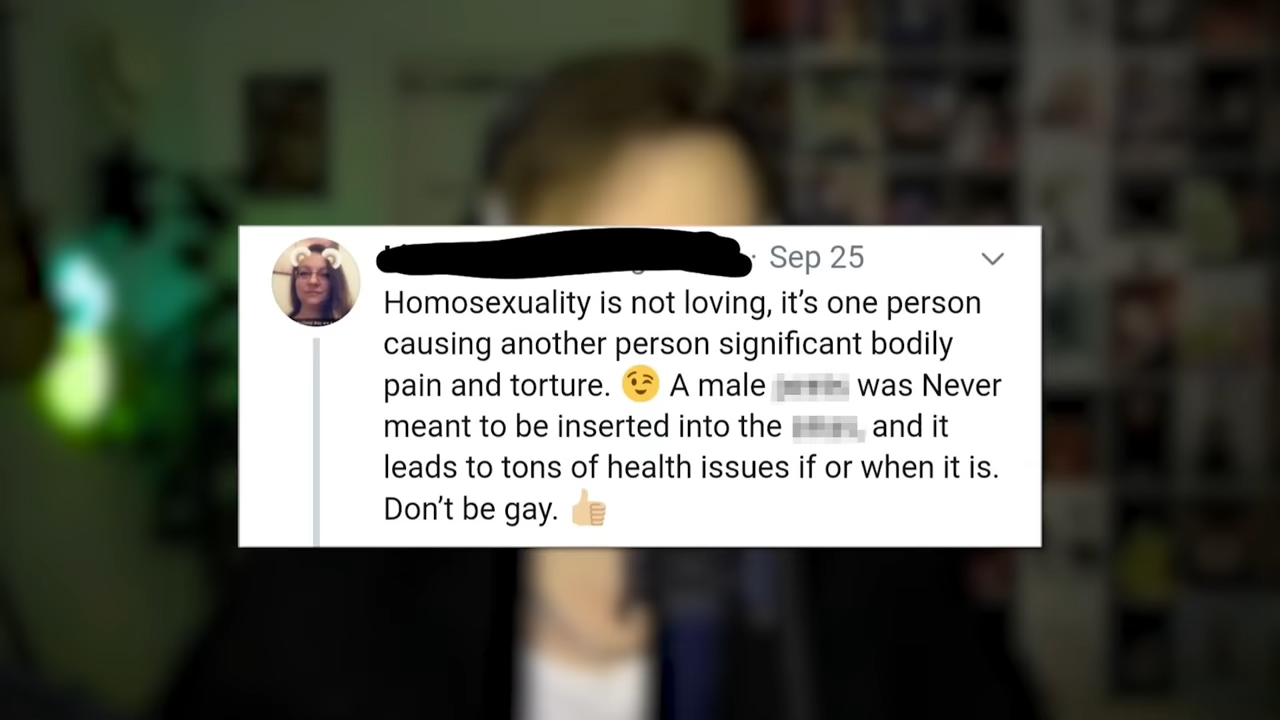 Sep 25
Homosexuality is not loving, it’s one person
causing another person significant bodily
pain and torture. 😉 A male was Never
meant to be inserted into the and it
leads to tons of health issues if or when it is.
Don’t be gay. 👍🏼